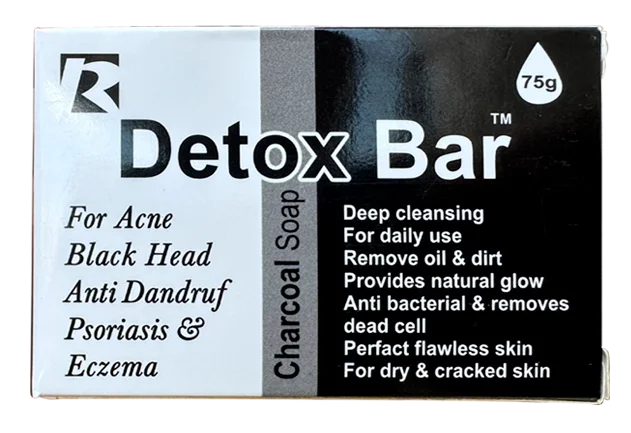 R
75g
Detox Bar™
Charcoal Soap
For Acne
Black Head
Anti Dandruf
Psoriasis &
Eczema
Deep cleansing
For daily use
Remove oil & dirt
Provides natural glow
Anti bacterial & removes
dead cell
Perfact flawless skin
For dry & cracked skin